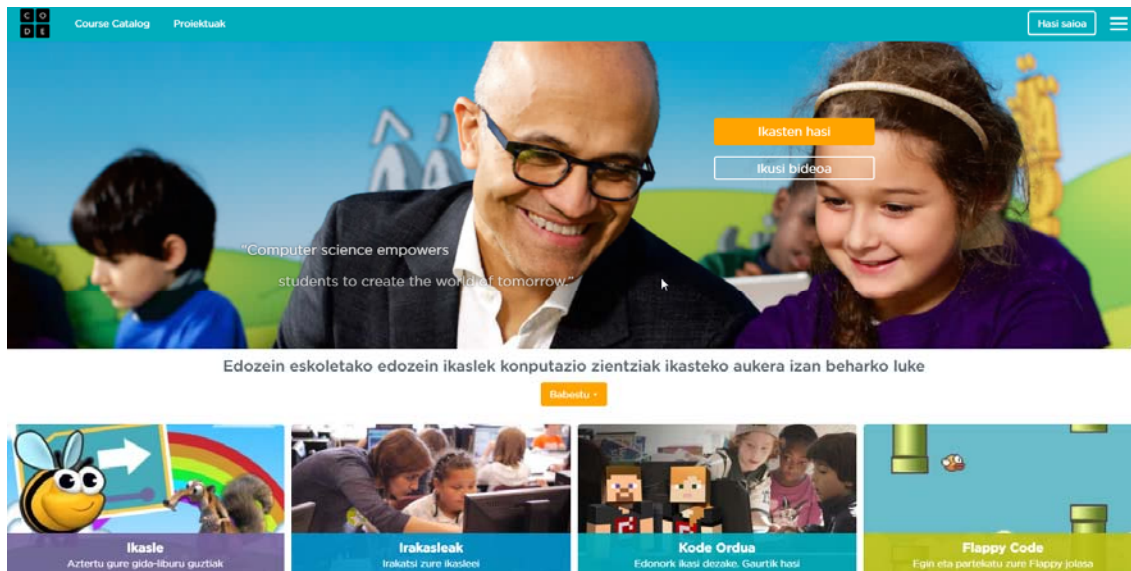 C O
D E
Course Catalog Proiektuak Hasi saioa
Ikasten hasi
Ikusi bideoa
"Computer science empowers
students to create the world of tomorrow."
Edozein eskoletako edozein ikaslek konputazio zientziak ikasteko aukera izan beharko luke
Babestu
Ikasle
Aztertu gure gida-liburu guztiak
Irakasleak
Irakatsi zure ikasleei
Kode Ordua
Edonork ikasi dezake. Gaurtik hasi
Flappy Code
Egin eta partekatu zure Flappy jolasa